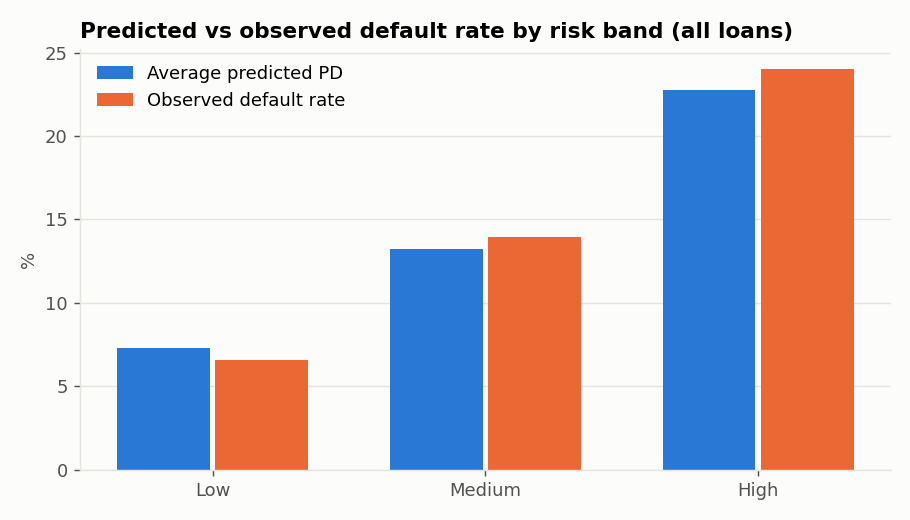 Predicted vs observed default rate by risk band (all loans)
Average predicted PD
Observed default rate
%
25
20
15
10
5
0
Low Medium High